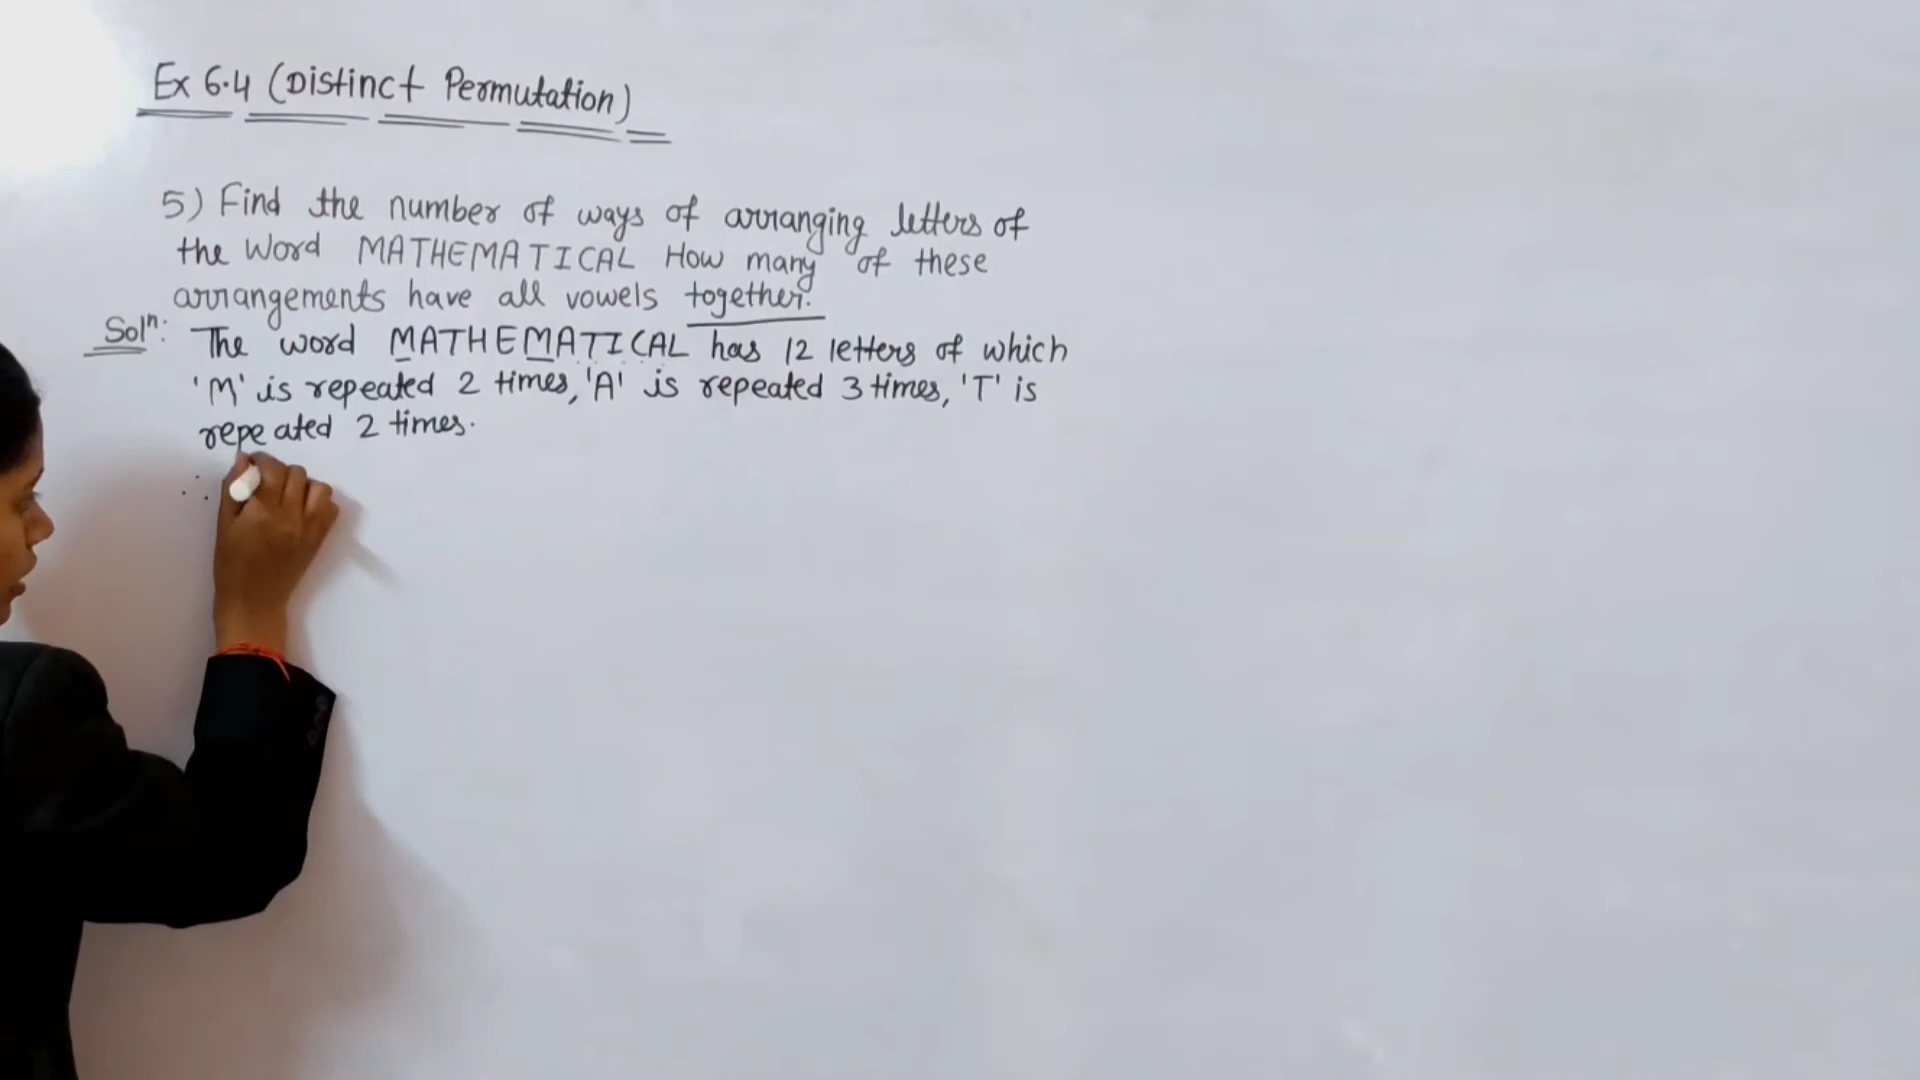 Ex 6.4 (Distinct Permutation)
5) Find the number of ways of arranging letters of
the Word MATHEMATICAL How many of these
arrangements have all vowels together.
Solⁿ: The word MATHEMATICAL has 12 letters of which
'M' is repeated 2 times, 'A' is repeated 3 times, 'T' is
repeated 2 times.
∴